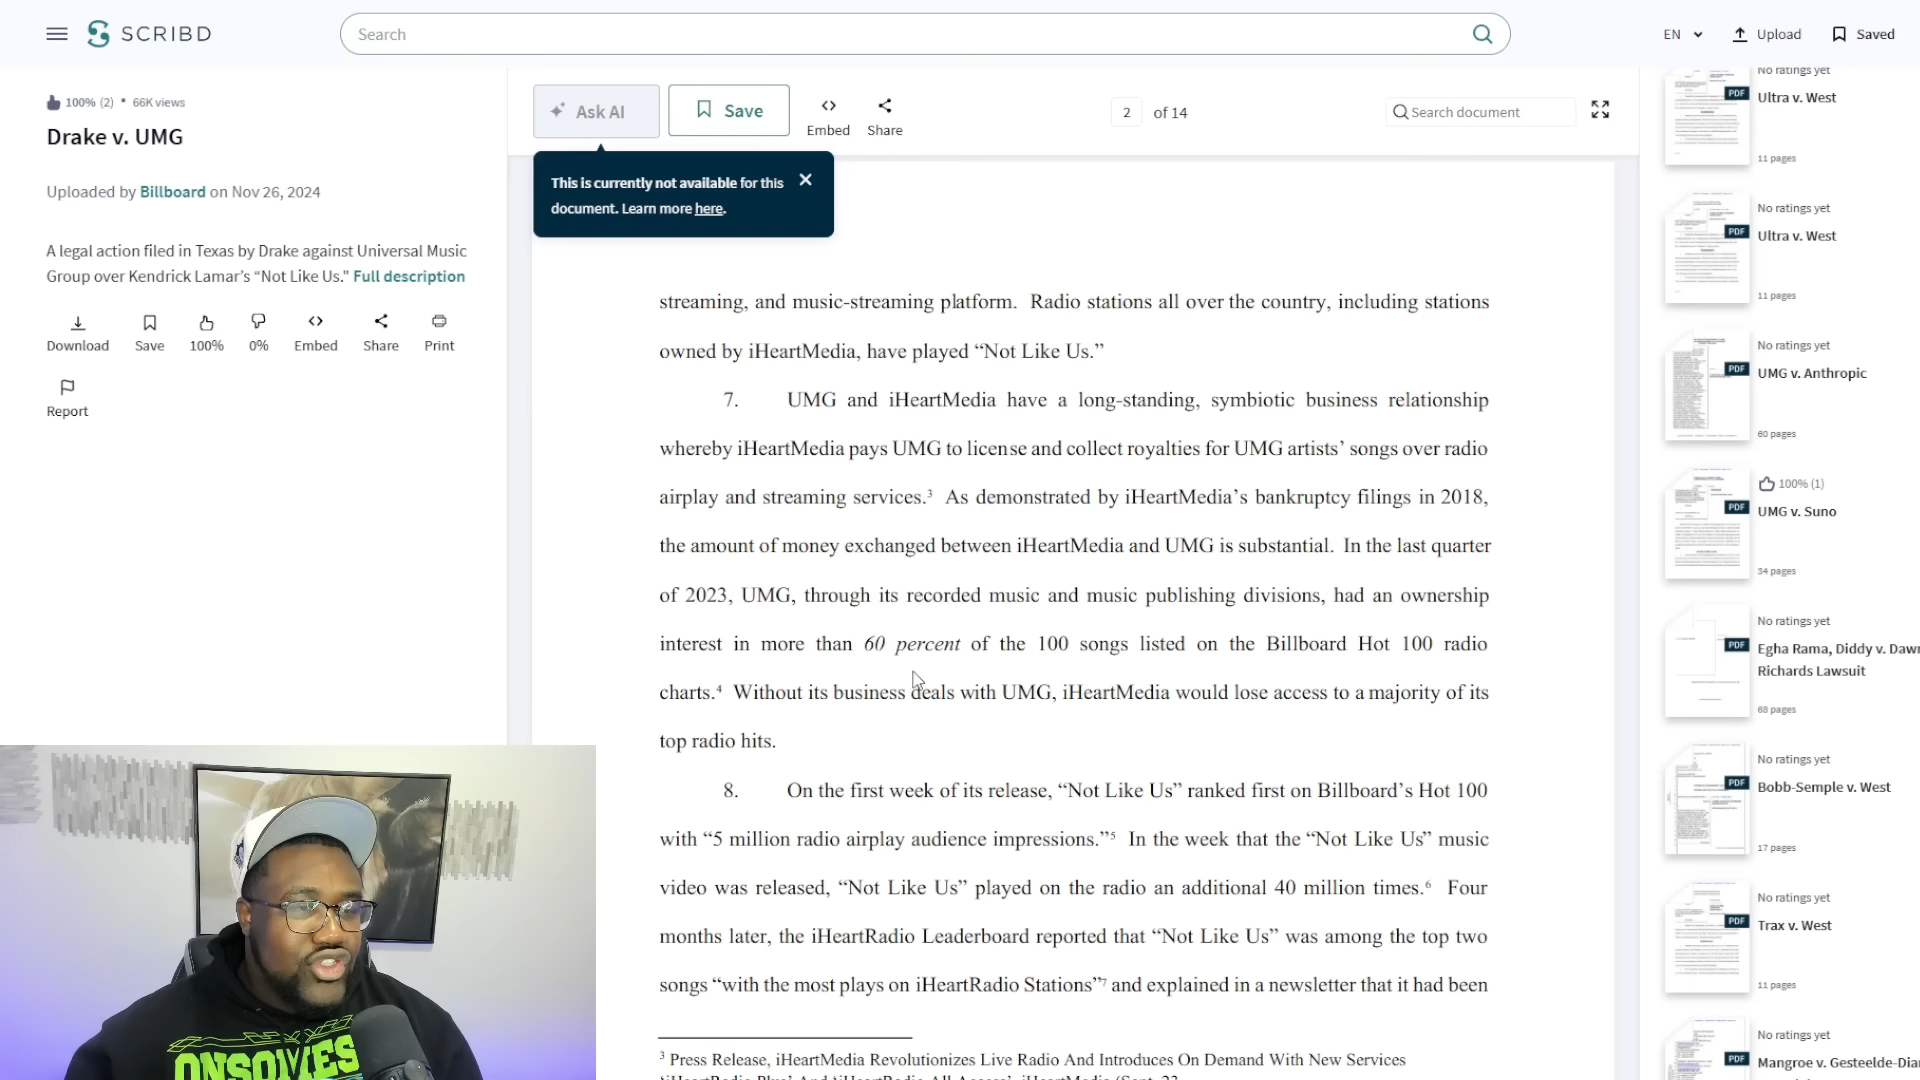 SCRIBD
Search
EN
Upload
Saved
100% (2) • 66K views
Drake v. UMG
Uploaded by Billboard on Nov 26, 2024
A legal action filed in Texas by Drake against Universal Music
Group over Kendrick Lamar’s “Not Like Us." Full description
Download
Save
100%
0%
Embed
Share
Print
Report
Ask AI
Save
Embed
Share
2 of 14
Search document
This is currently not available for this
document. Learn more here.
streaming, and music-streaming platform. Radio stations all over the country, including stations
owned by iHeartMedia, have played “Not Like Us.”
7. UMG and iHeartMedia have a long-standing, symbiotic business relationship
whereby iHeartMedia pays UMG to license and collect royalties for UMG artists’ songs over radio
airplay and streaming services.3 As demonstrated by iHeartMedia’s bankruptcy filings in 2018,
the amount of money exchanged between iHeartMedia and UMG is substantial. In the last quarter
of 2023, UMG, through its recorded music and music publishing divisions, had an ownership
interest in more than 60 percent of the 100 songs listed on the Billboard Hot 100 radio
charts.4 Without its business deals with UMG, iHeartMedia would lose access to a majority of its
top radio hits.
8. On the first week of its release, “Not Like Us” ranked first on Billboard’s Hot 100
with “5 million radio airplay audience impressions.”5 In the week that the “Not Like Us” music
video was released, “Not Like Us” played on the radio an additional 40 million times.6 Four
months later, the iHeartRadio Leaderboard reported that “Not Like Us” was among the top two
songs “with the most plays on iHeartRadio Stations”7 and explained in a newsletter that it had been
3 Press Release, iHeartMedia Revolutionizes Live Radio And Introduces On Demand With New Services
No ratings yet
PDF
Ultra v. West
11 pages
No ratings yet
PDF
Ultra v. West
11 pages
No ratings yet
PDF
UMG v. Anthropic
60 pages
100% (1)
PDF
UMG v. Suno
34 pages
No ratings yet
PDF
Egha Rama, Diddy v. Dawn
Richards Lawsuit
68 pages
No ratings yet
PDF
Bobb-Semple v. West
17 pages
No ratings yet
PDF
Trax v. West
11 pages
No ratings yet
PDF
Mangroe v. Gesteelde-Dia